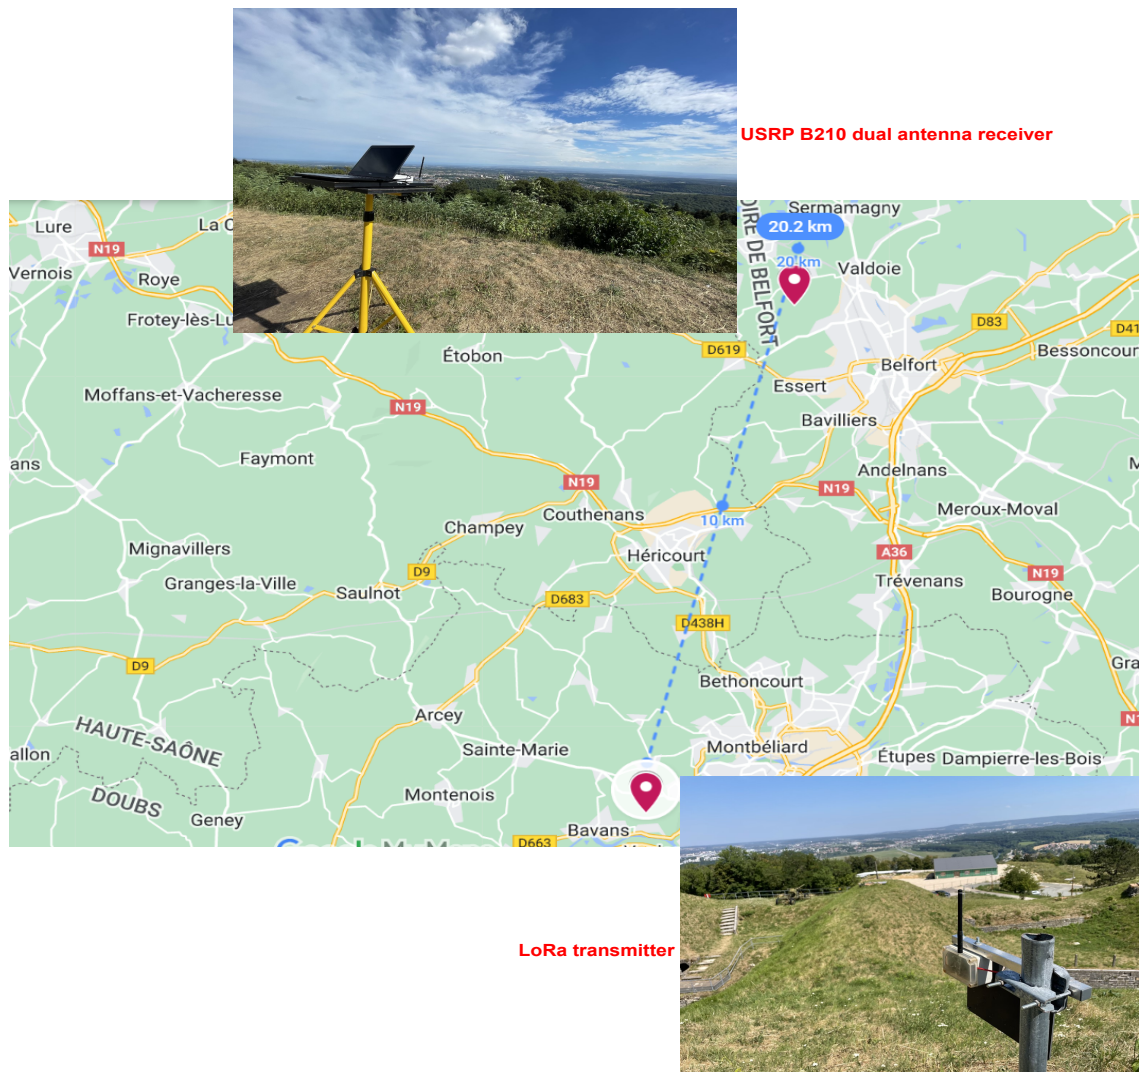 USRP B210 dual antenna receiver
Sermamagny
20.2 km
20 km
OIRE DE BELFORT
Valdoie
Lure
La C
N19
Vernois
Roye
Frotey-lès-Lu
D83
D41
D619
Étobon
Bessoncour
Belfort
Essert
Moffans-et-Vacheresse
N19
Bavilliers
ans
Faymont
Andelnans
M
N19
N19
Couthenans
Meroux-Moval
Champey
10 km
Mignavillers
Héricourt
A36
D9
N19
Granges-la-Ville
Trévenans
Saulnot
D683
Bourogne
D438H
D9
Gra
Bethoncourt
Arcey
N1
HAUTE-SAÔNE
Sainte-Marie
Montbéliard
allon
Étupes
Dampierre-les-Bois
DOUBS
Montenois
Geney
Bavans
D663
LoRa transmitter